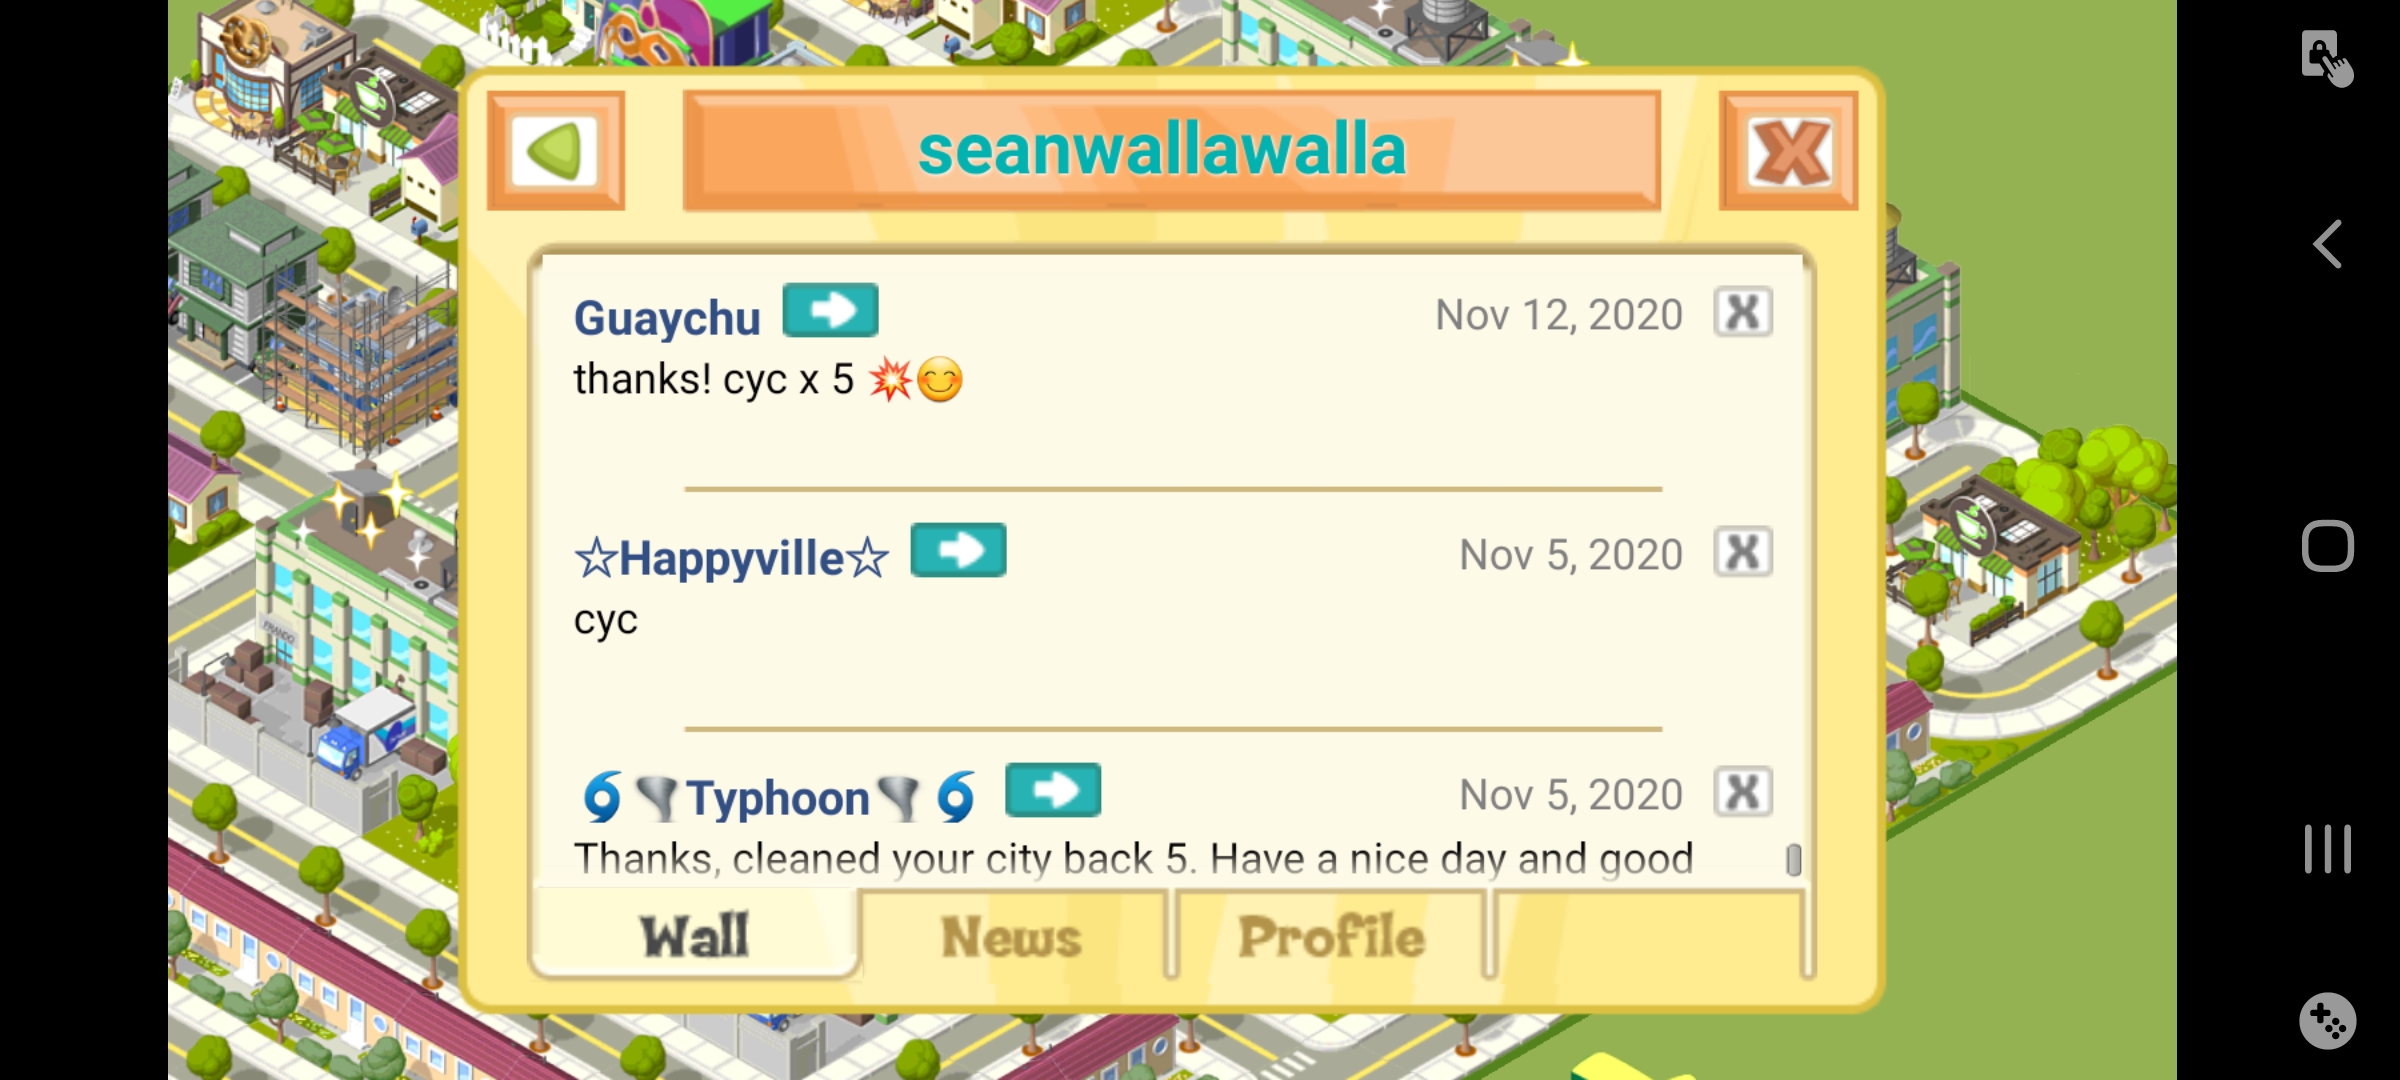 seanwallawalla
Guaychu
Nov 12, 2020
thanks! cyc x 5 💥😊
☆Happyville☆
Nov 5, 2020
cyc
🌀🌪Typhoon🌪🌀
Nov 5, 2020
Thanks, cleaned your city back 5. Have a nice day and good
Wall
News
Profile